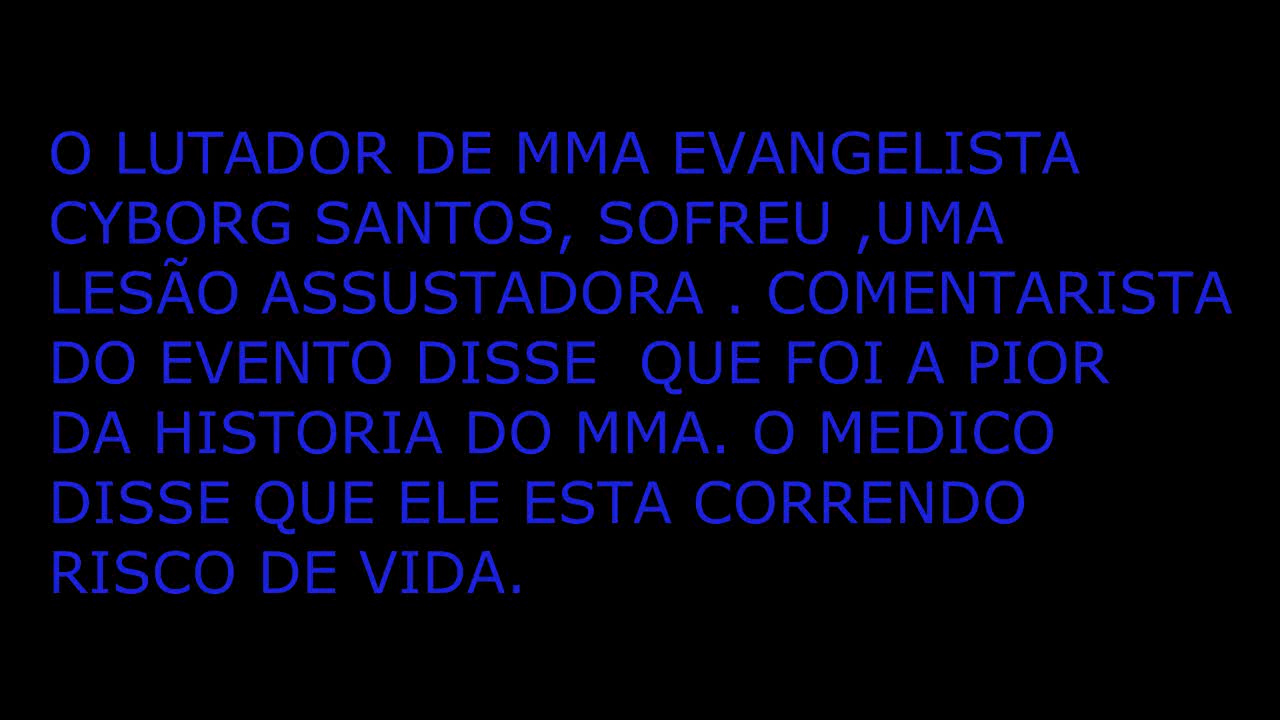 O LUTADOR DE MMA EVANGELISTA
CYBORG SANTOS, SOFREU ,UMA
LESÃO ASSUSTADORA . COMENTARISTA
DO EVENTO DISSE  QUE FOI A PIOR
DA HISTORIA DO MMA. O MEDICO
DISSE QUE ELE ESTA CORRENDO
RISCO DE VIDA.